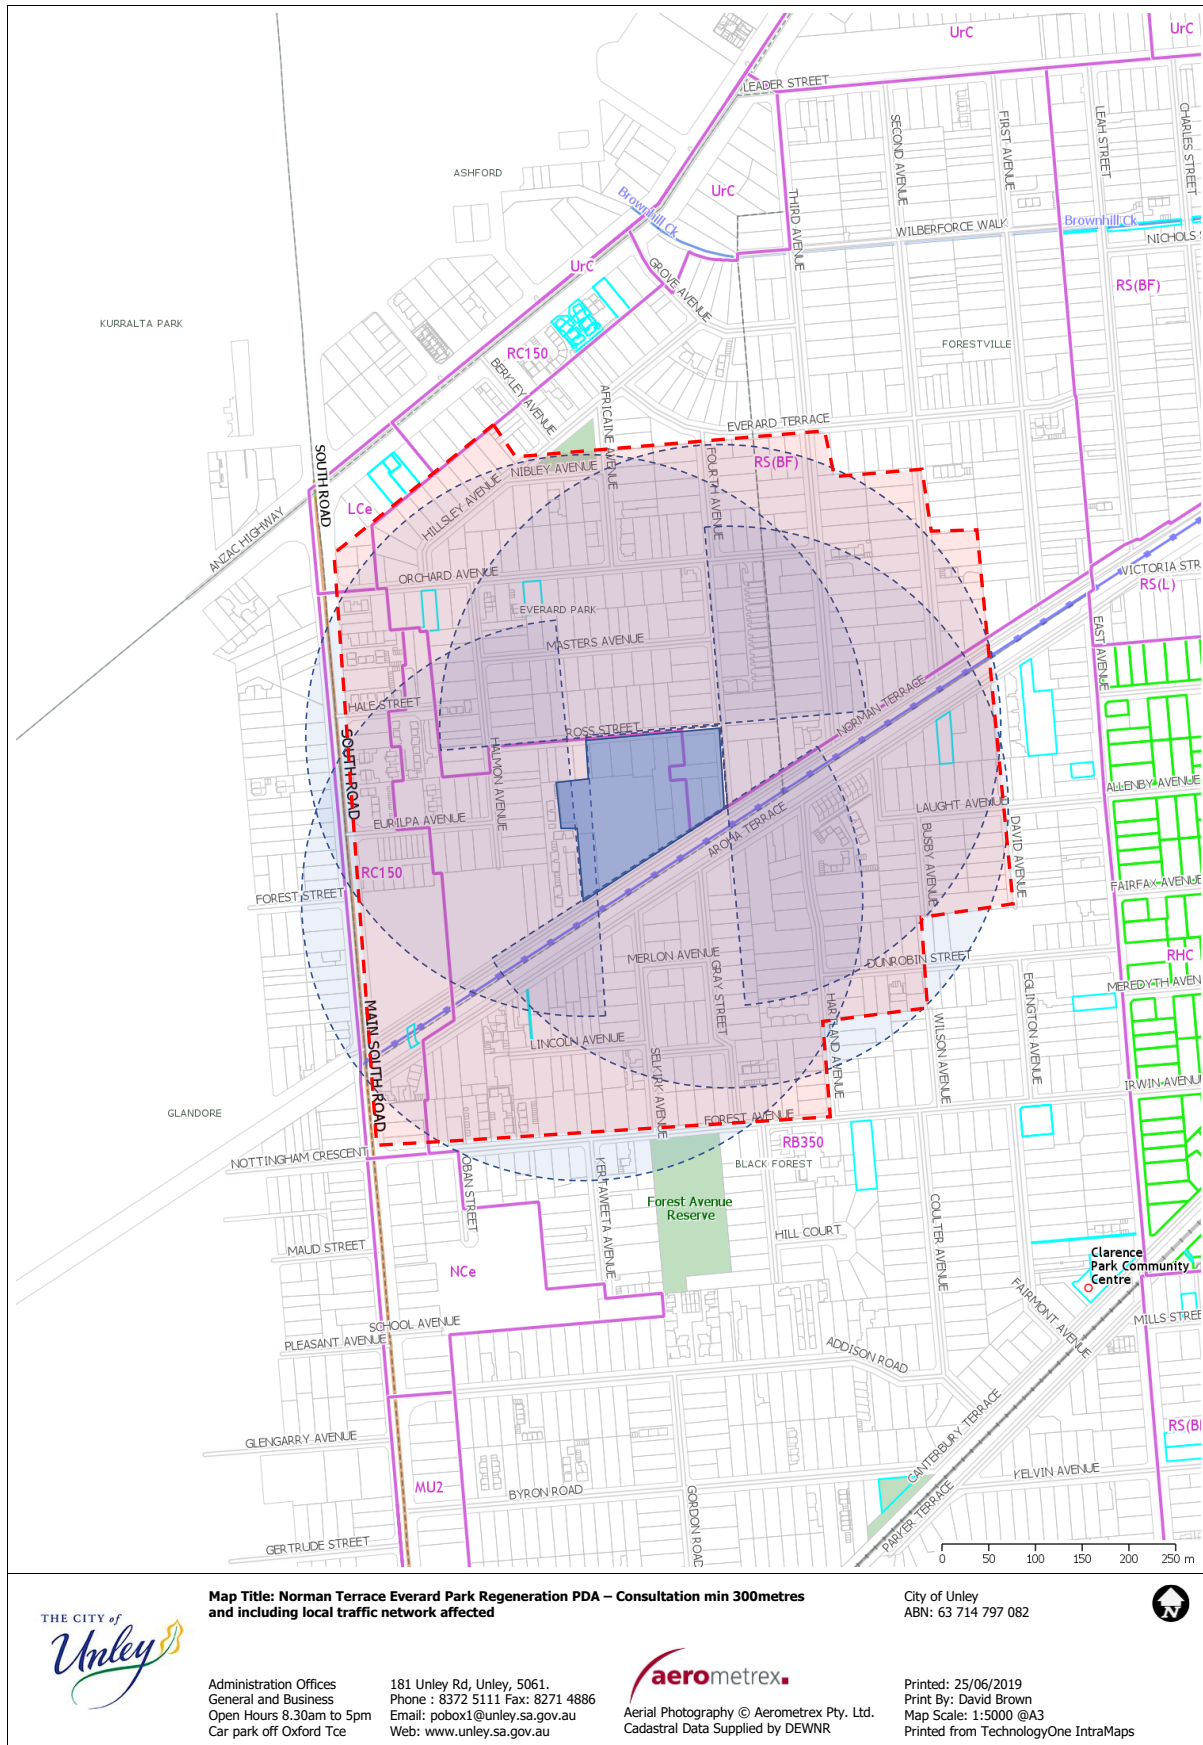 UrC
UrC
LEADER STREET
SECOND AVENUE
FIRST AVENUE
LEAH STREET
CHARLES STREET
ASHFORD
UrC
THIRD AVENUE
Brownhill Ck
WILBERFORCE WALK
Brownhill Ck
NICHOLS S
UrC
GROVE AVENUE
RS(BF)
KURRALTA PARK
FORESTVILLE
RC150
BERKLEY AVENUE
AFRICAINE AVENUE
EVERARD TERRACE
SOUTH ROAD
RS(BF)
FOURTH AVENUE
NIBLEY AVENUE
HILLSLEY AVENUE
LCe
ANZAC HIGHWAY
ORCHARD AVENUE
VICTORIA STR
RS(L)
EVERARD PARK
MASTERS AVENUE
EAST AVENUE
NORMAN TERRACE
HALE STREET
ROSS STREET
SOUTH ROAD
HALMON AVENUE
ALLENBY AVENUE
LAUGHT AVENUE
AROHA TERRACE
EURILPA AVENUE
BUSBY AVENUE
DAVID AVENUE
RC150
FAIRFAX AVENUE
FOREST STREET
MERLON AVENUE
DUNROBIN STREET
RHC
GRAY STREET
MEREDYTH AVEN
EGLINGTON AVENUE
HARTLAND AVENUE
MAIN SOUTH ROAD
WILSON AVENUE
LINCOLN AVENUE
SELKIRK AVENUE
IRWIN AVENU
GLANDORE
FOREST AVENUE
RB350
NOTTINGHAM CRESCENT
OBAN STREET
KERTAWEETA AVENUE
BLACK FOREST
Forest Avenue
Reserve
COULTER AVENUE
HILL COURT
MAUD STREET
Clarence
Park Community
Centre
NCe
FAIRMONT AVENUE
SCHOOL AVENUE
PLEASANT AVENUE
MILLS STREE
ADDISON ROAD
CANTERBURY TERRACE
GLENGARRY AVENUE
RS(B
KELVIN AVENUE
MU2
BYRON ROAD
GORDON ROAD
PARKER TERRACE
GERTRUDE STREET
0 50 100 150 200 250 m
Map Title: Norman Terrace Everard Park Regeneration PDA – Consultation min 300metres
and including local traffic network affected
City of Unley
ABN: 63 714 797 082
N
THE CITY of
Unley
aerometrex
Administration Offices
General and Business
Open Hours 8.30am to 5pm
Car park off Oxford Tce
181 Unley Rd, Unley, 5061.
Phone : 8372 5111 Fax: 8271 4886
Email: pobox1@unley.sa.gov.au
Web: www.unley.sa.gov.au
Aerial Photography © Aerometrex Pty. Ltd.
Cadastral Data Supplied by DEWNR
Printed: 25/06/2019
Print By: David Brown
Map Scale: 1:5000 @A3
Printed from TechnologyOne IntraMaps